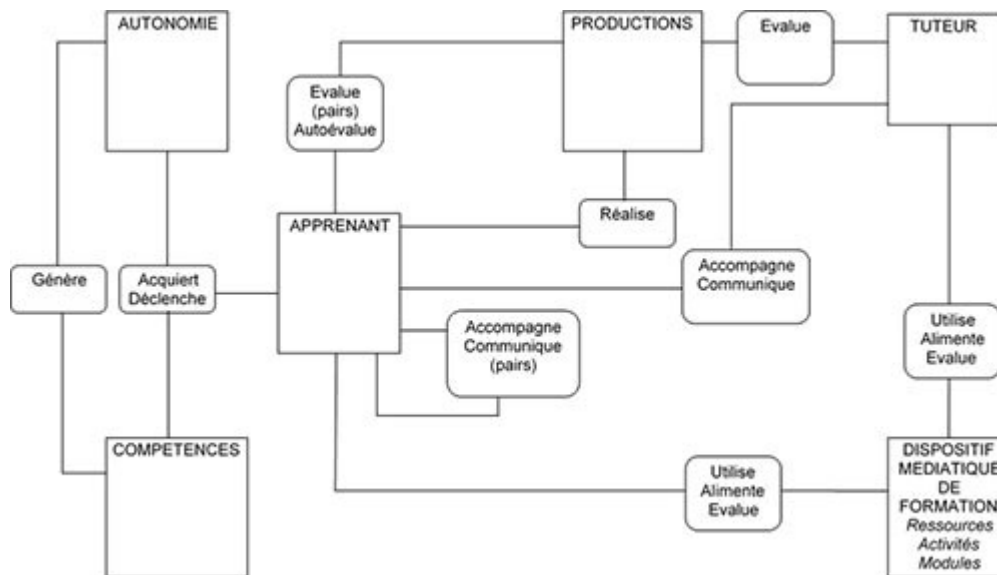 AUTONOMIE
PRODUCTIONS
Evalue
TUTEUR
Evalue
(pairs)
Autoévalue
Réalise
APPRENANT
Génère
Acquiert
Déclenche
Accompagne
Communique
Accompagne
Communique
(pairs)
Utilise
Alimente
Evalue
COMPETENCES
Utilise
Alimente
Evalue
DISPOSITIF
MEDIATIQUE
DE
FORMATION
Ressources
Activités
Modules